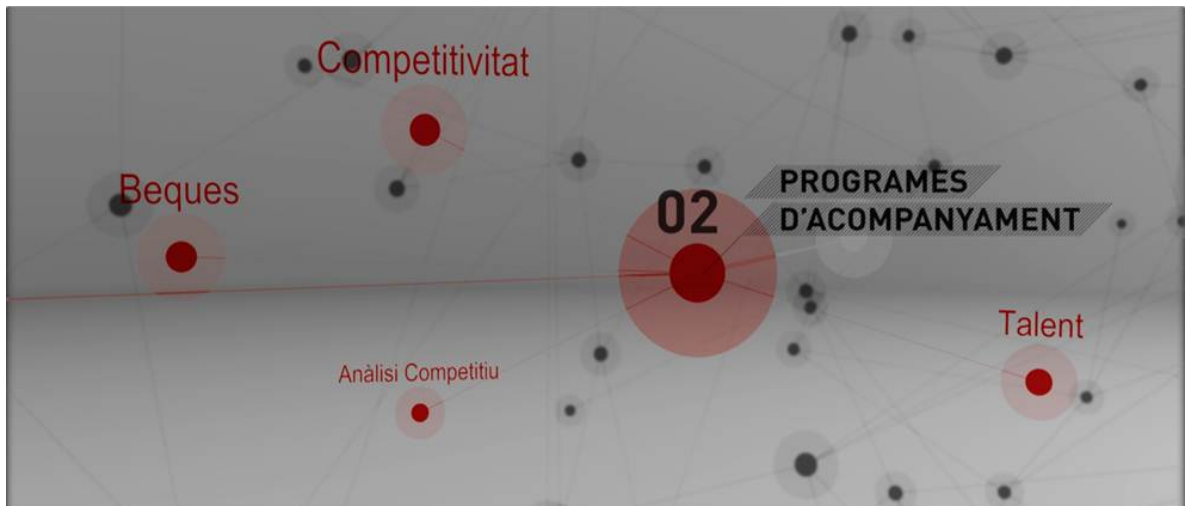 Competitivitat
Beques
02
PROGRAMES
D'ACOMPANYAMENT
Talent
Anàlisi Competitiu